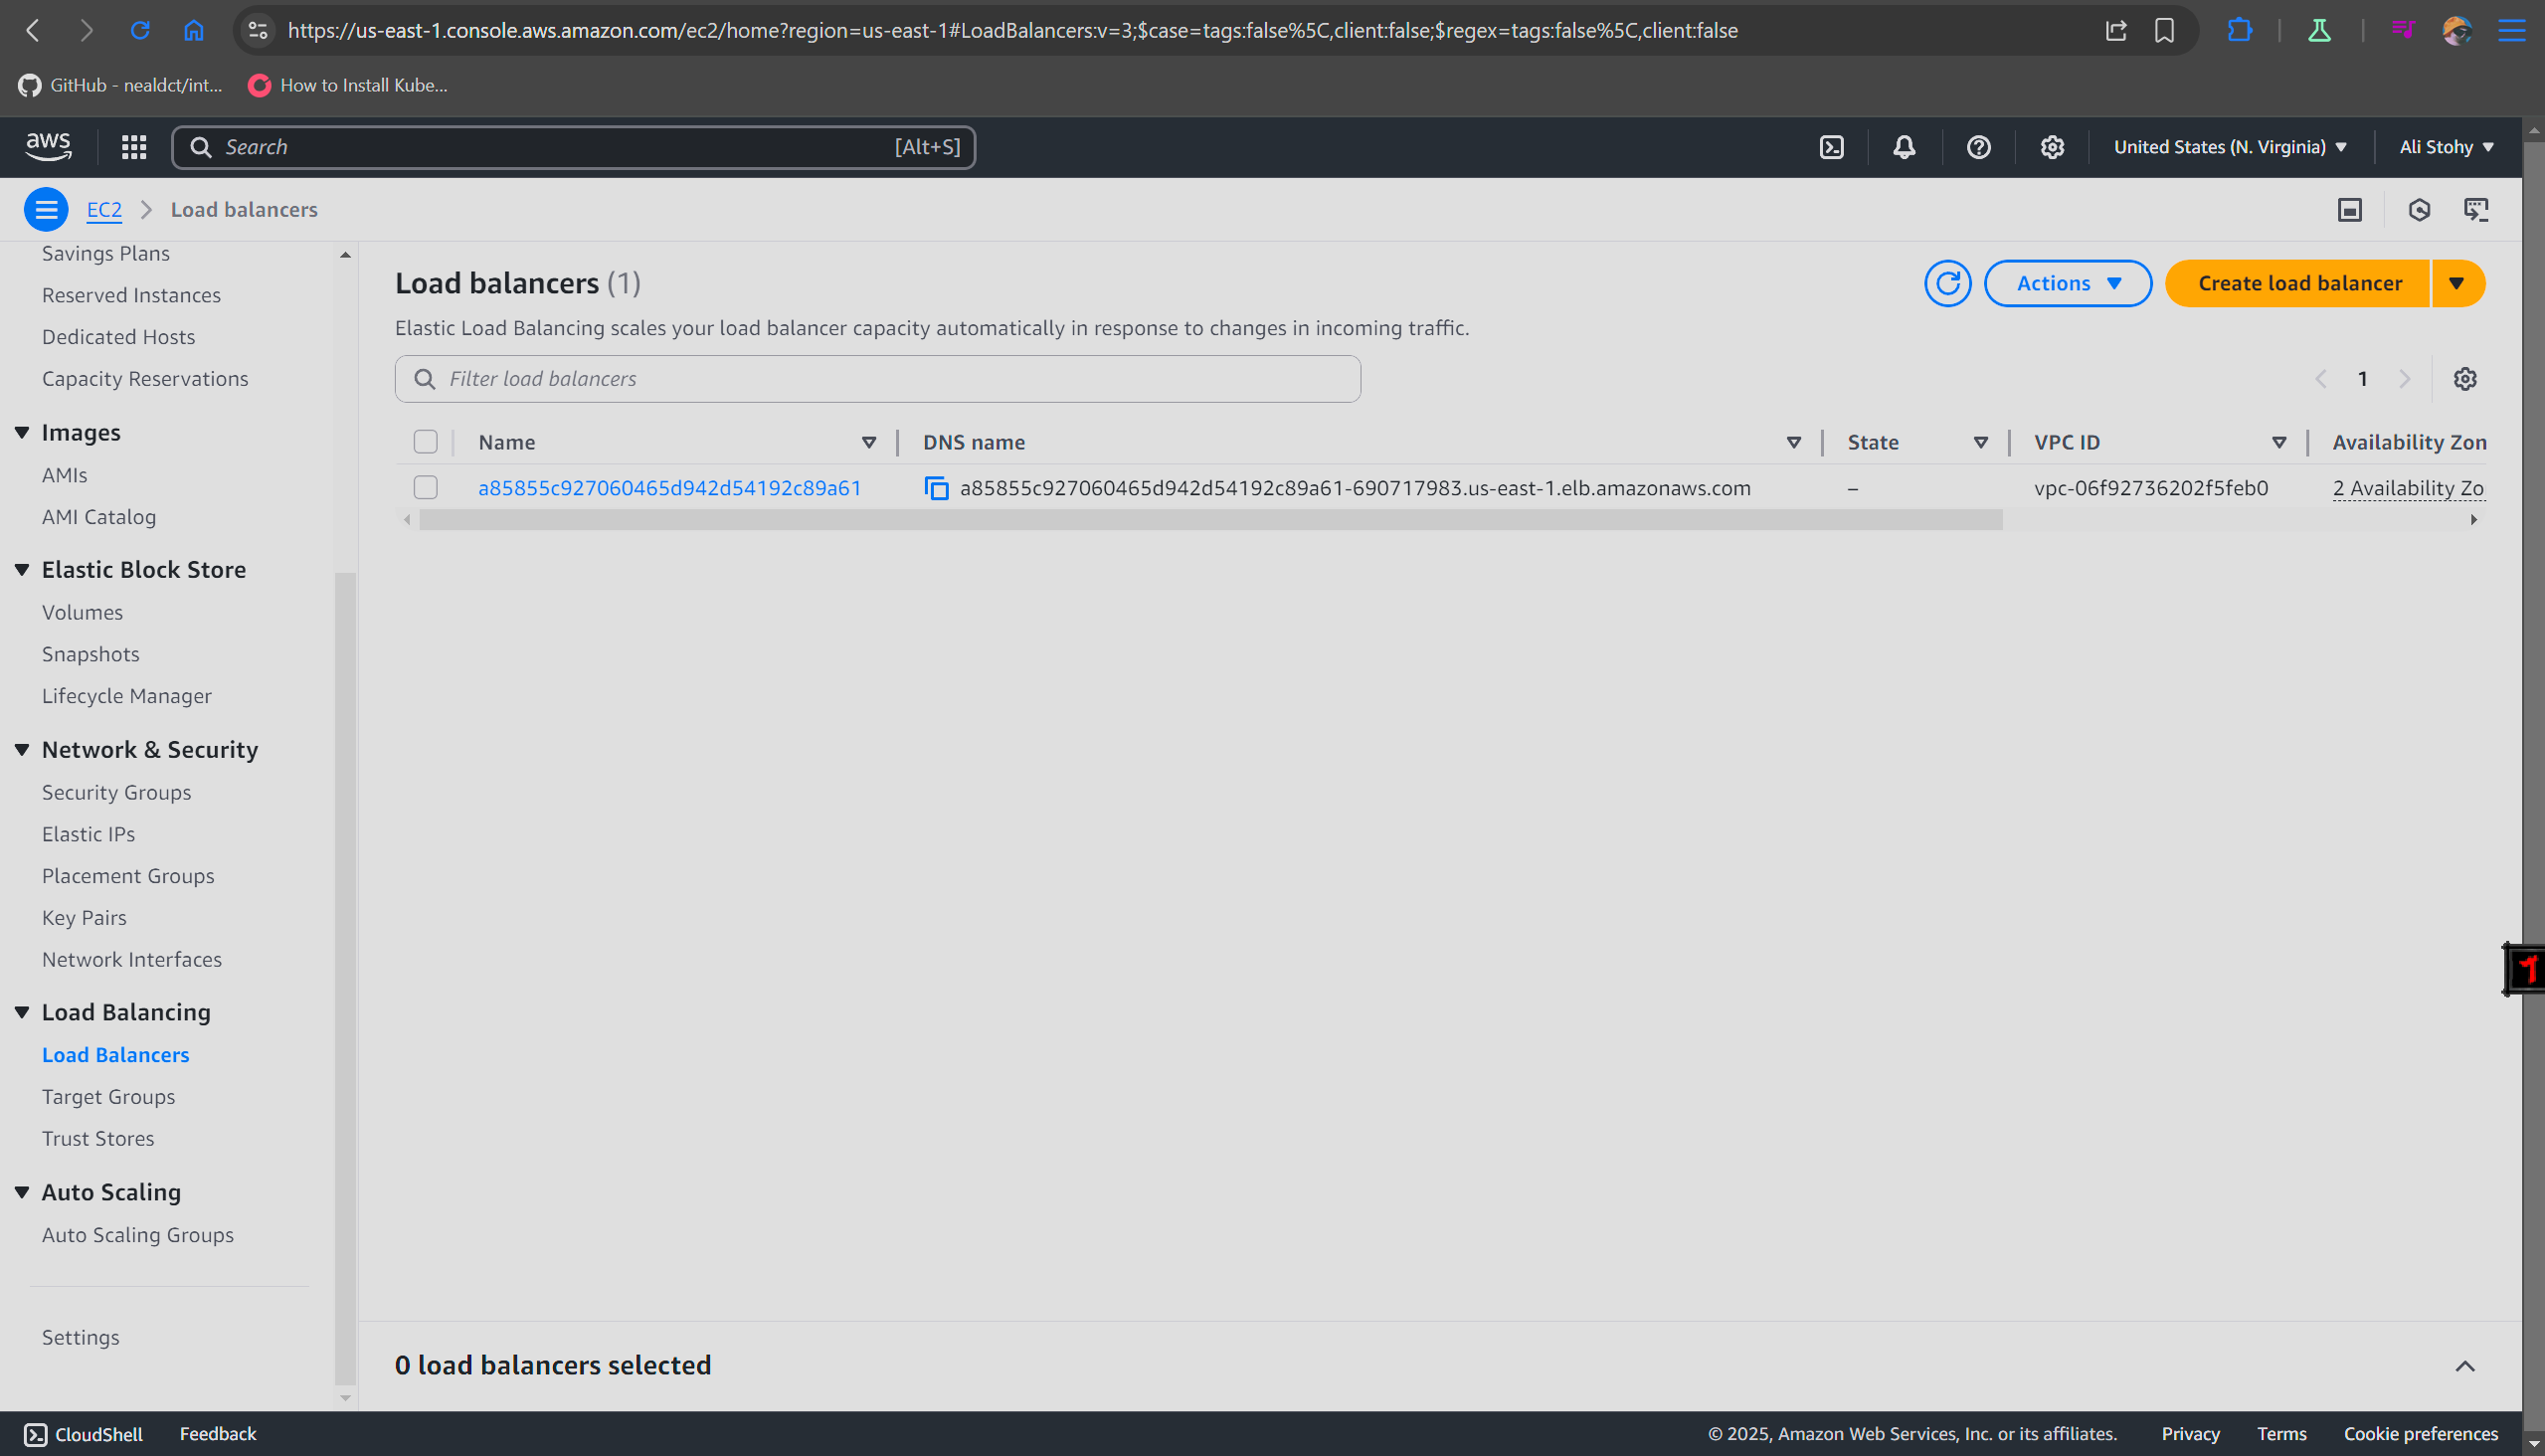 https://us-east-1.console.aws.amazon.com/ec2/home?region=us-east-1#LoadBalancers:v=3;$case=tags:false%5C,client:false;$regex=tags:false%5C,client:false
GitHub - nealdct/int... How to Install Kube...
aws Search [Alt+S] United States (N. Virginia) Ali Stohy
EC2 Load balancers
Savings Plans
Reserved Instances
Dedicated Hosts
Capacity Reservations
Images
AMIs
AMI Catalog
Elastic Block Store
Volumes
Snapshots
Lifecycle Manager
Network & Security
Security Groups
Elastic IPs
Placement Groups
Key Pairs
Network Interfaces
Load Balancing
Load Balancers
Target Groups
Trust Stores
Auto Scaling
Auto Scaling Groups
Settings
Load balancers (1) Actions Create load balancer
Elastic Load Balancing scales your load balancer capacity automatically in response to changes in incoming traffic.
Filter load balancers 1
Name DNS name State VPC ID Availability Zon
a85855c927060465d942d54192c89a61 a85855c927060465d942d54192c89a61-690717983.us-east-1.elb.amazonaws.com – vpc-06f92736202f5feb0 2 Availability Zo
0 load balancers selected
CloudShell Feedback © 2025, Amazon Web Services, Inc. or its affiliates. Privacy Terms Cookie preferences